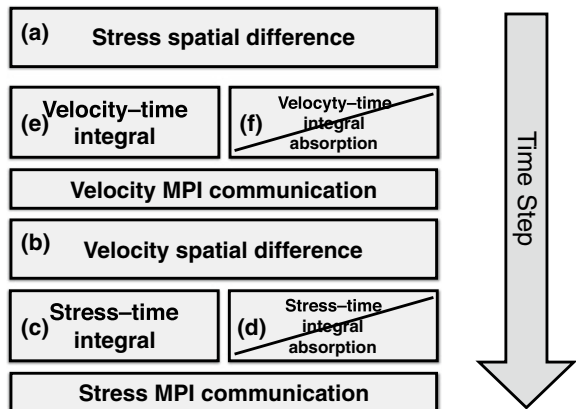 (a) Stress spatial difference
(e) Velocity–time
integral
(f) Velocyty–time
integral
absorption
Velocity MPI communication
(b) Velocity spatial difference
(c) Stress–time
integral
(d) Stress–time
integral
absorption
Stress MPI communication
Time Step